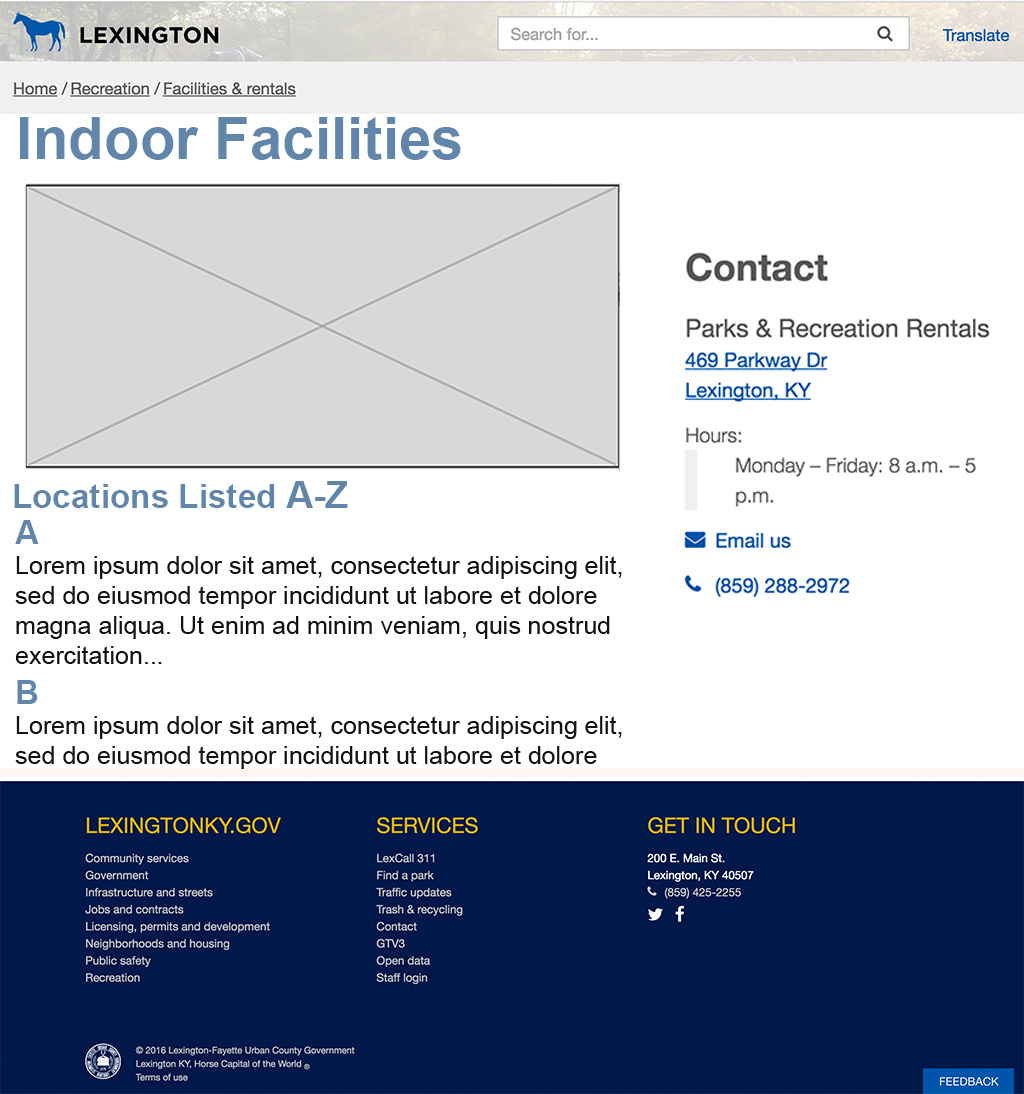 LEXINGTON
Search for...
Translate
Home / Recreation / Facilities & rentals
Indoor Facilities
Locations Listed A-Z
A
Lorem ipsum dolor sit amet, consectetur adipiscing elit,
sed do eiusmod tempor incididunt ut labore et dolore
magna aliqua. Ut enim ad minim veniam, quis nostrud
exercitation...
B
Lorem ipsum dolor sit amet, consectetur adipiscing elit,
sed do eiusmod tempor incididunt ut labore et dolore
Contact
Parks & Recreation Rentals
469 Parkway Dr
Lexington, KY
Hours:
Monday – Friday: 8 a.m. – 5
p.m.
Email us
(859) 288-2972
LEXINGTONKY.GOV
Community services
Government
Infrastructure and streets
Jobs and contracts
Licensing, permits and development
Neighborhoods and housing
Public safety
Recreation
SERVICES
LexCall 311
Find a park
Traffic updates
Trash & recycling
Contact
GTV3
Open data
Staff login
GET IN TOUCH
200 E. Main St.
Lexington, KY 40507
(859) 425-2255
© 2016 Lexington-Fayette Urban County Government
Lexington KY, Horse Capital of the World ®
Terms of use
FEEDBACK